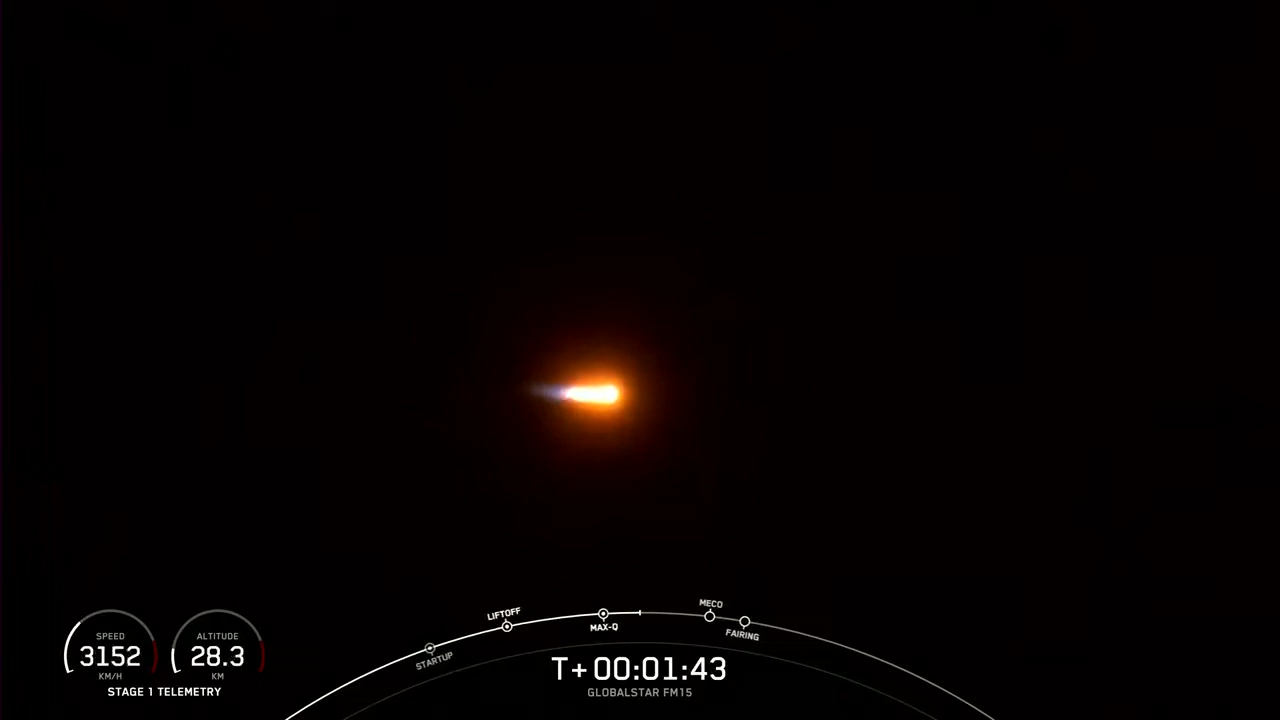 SPEED
3152
KM/H
ALTITUDE
28.3
KM
STAGE 1 TELEMETRY
STARTUP
LIFTOFF
MAX-Q
MECO
FAIRING
T+00:01:43
GLOBALSTAR FM15